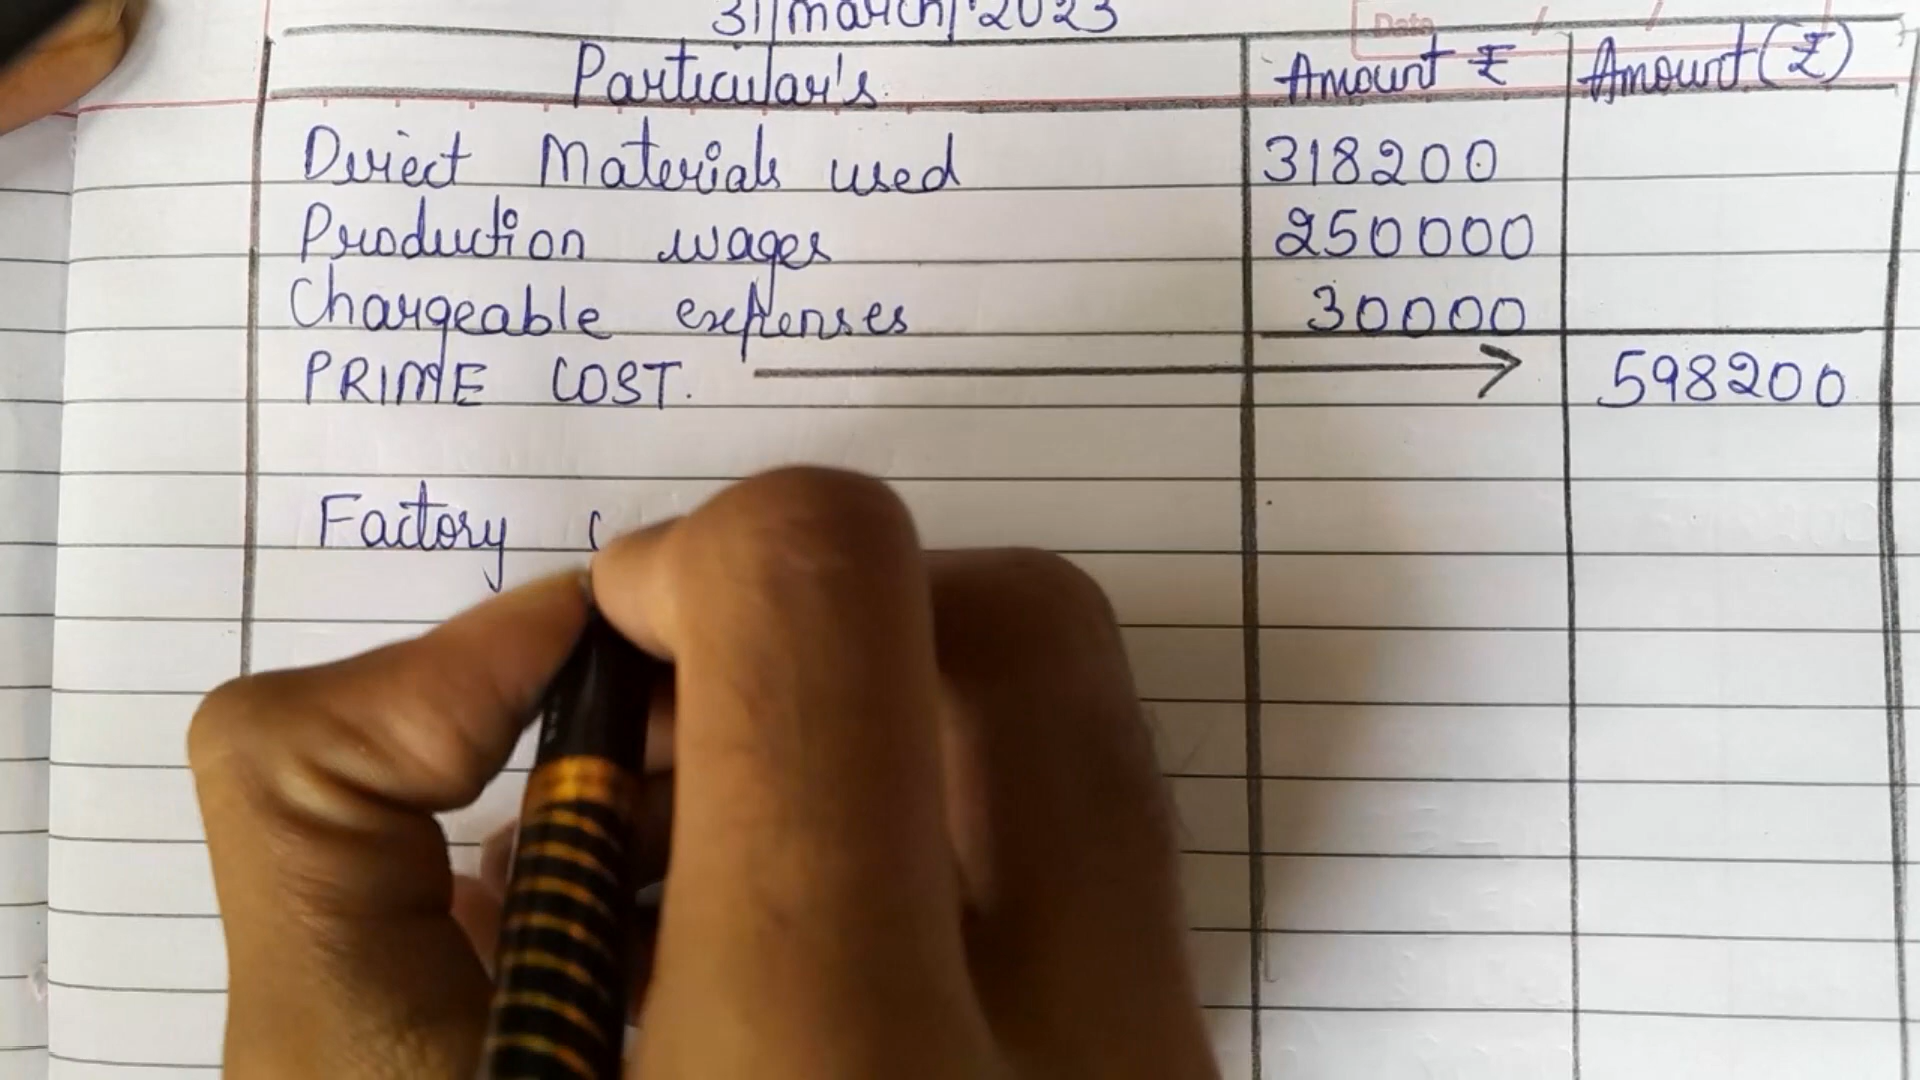 31 march 2023
Date / /
Particular's. Amount ₹ Amount (₹)
Direct Materials used 318200
Production wages 250000
Chargeable expenses 30000
PRIME COST. → 598200
Factory